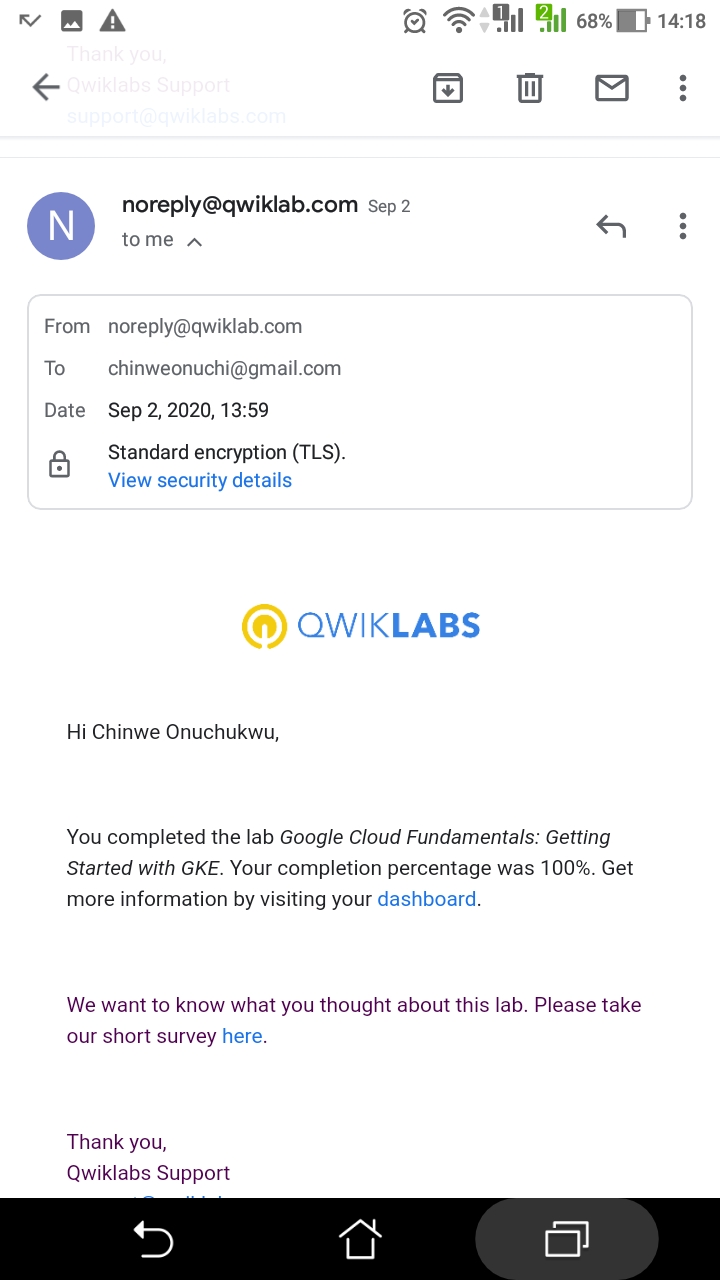 1
2
68%
14:18
Thank you,
Qwiklabs Support
support@qwiklabs.com
N
noreply@qwiklab.com Sep 2
to me
From noreply@qwiklab.com
To chinweonuchi@gmail.com
Date Sep 2, 2020, 13:59
Standard encryption (TLS).
View security details
QWIKLABS
Hi Chinwe Onuchukwu,
You completed the lab Google Cloud Fundamentals: Getting
Started with GKE. Your completion percentage was 100%. Get
more information by visiting your dashboard.
We want to know what you thought about this lab. Please take
our short survey here.
Thank you,
Qwiklabs Support